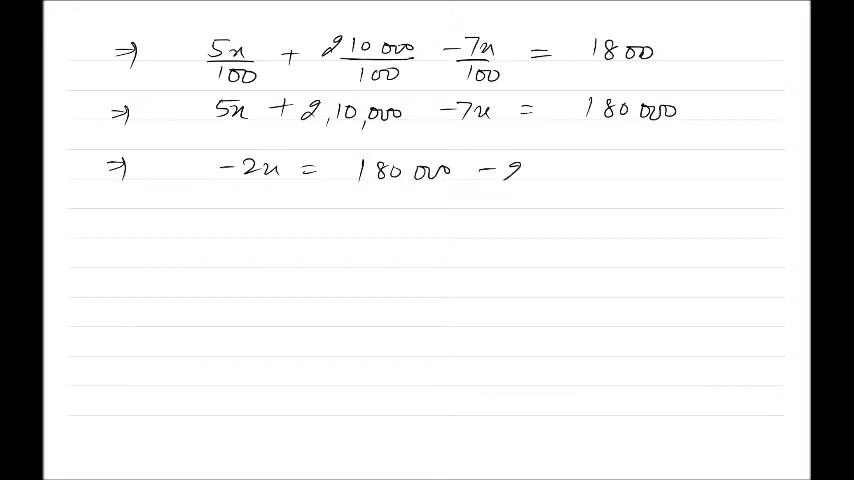 ⇒ 5x/100 + 210000/100 -7x/100 = 1800
⇒ 5x + 2,10,000 -7x = 180000
⇒ -2x = 180000 - 2